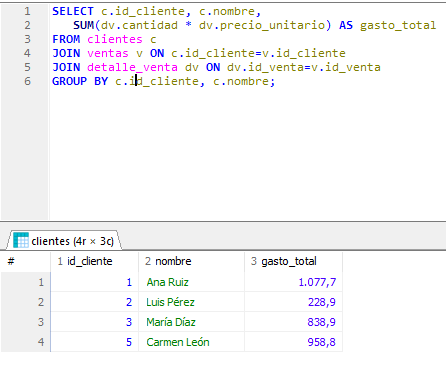 1 SELECT c.id_cliente, c.nombre,
2 SUM(dv.cantidad * dv.precio_unitario) AS gasto_total
3 FROM clientes c
4 JOIN ventas v ON c.id_cliente=v.id_cliente
5 JOIN detalle_venta dv ON dv.id_venta=v.id_venta
6 GROUP BY c.id_cliente, c.nombre;
clientes (4r × 3c)
# 1 id_cliente 2 nombre 3 gasto_total
1 1 Ana Ruiz 1.077,7
2 2 Luis Pérez 228,9
3 3 María Díaz 838,9
4 5 Carmen León 958,8